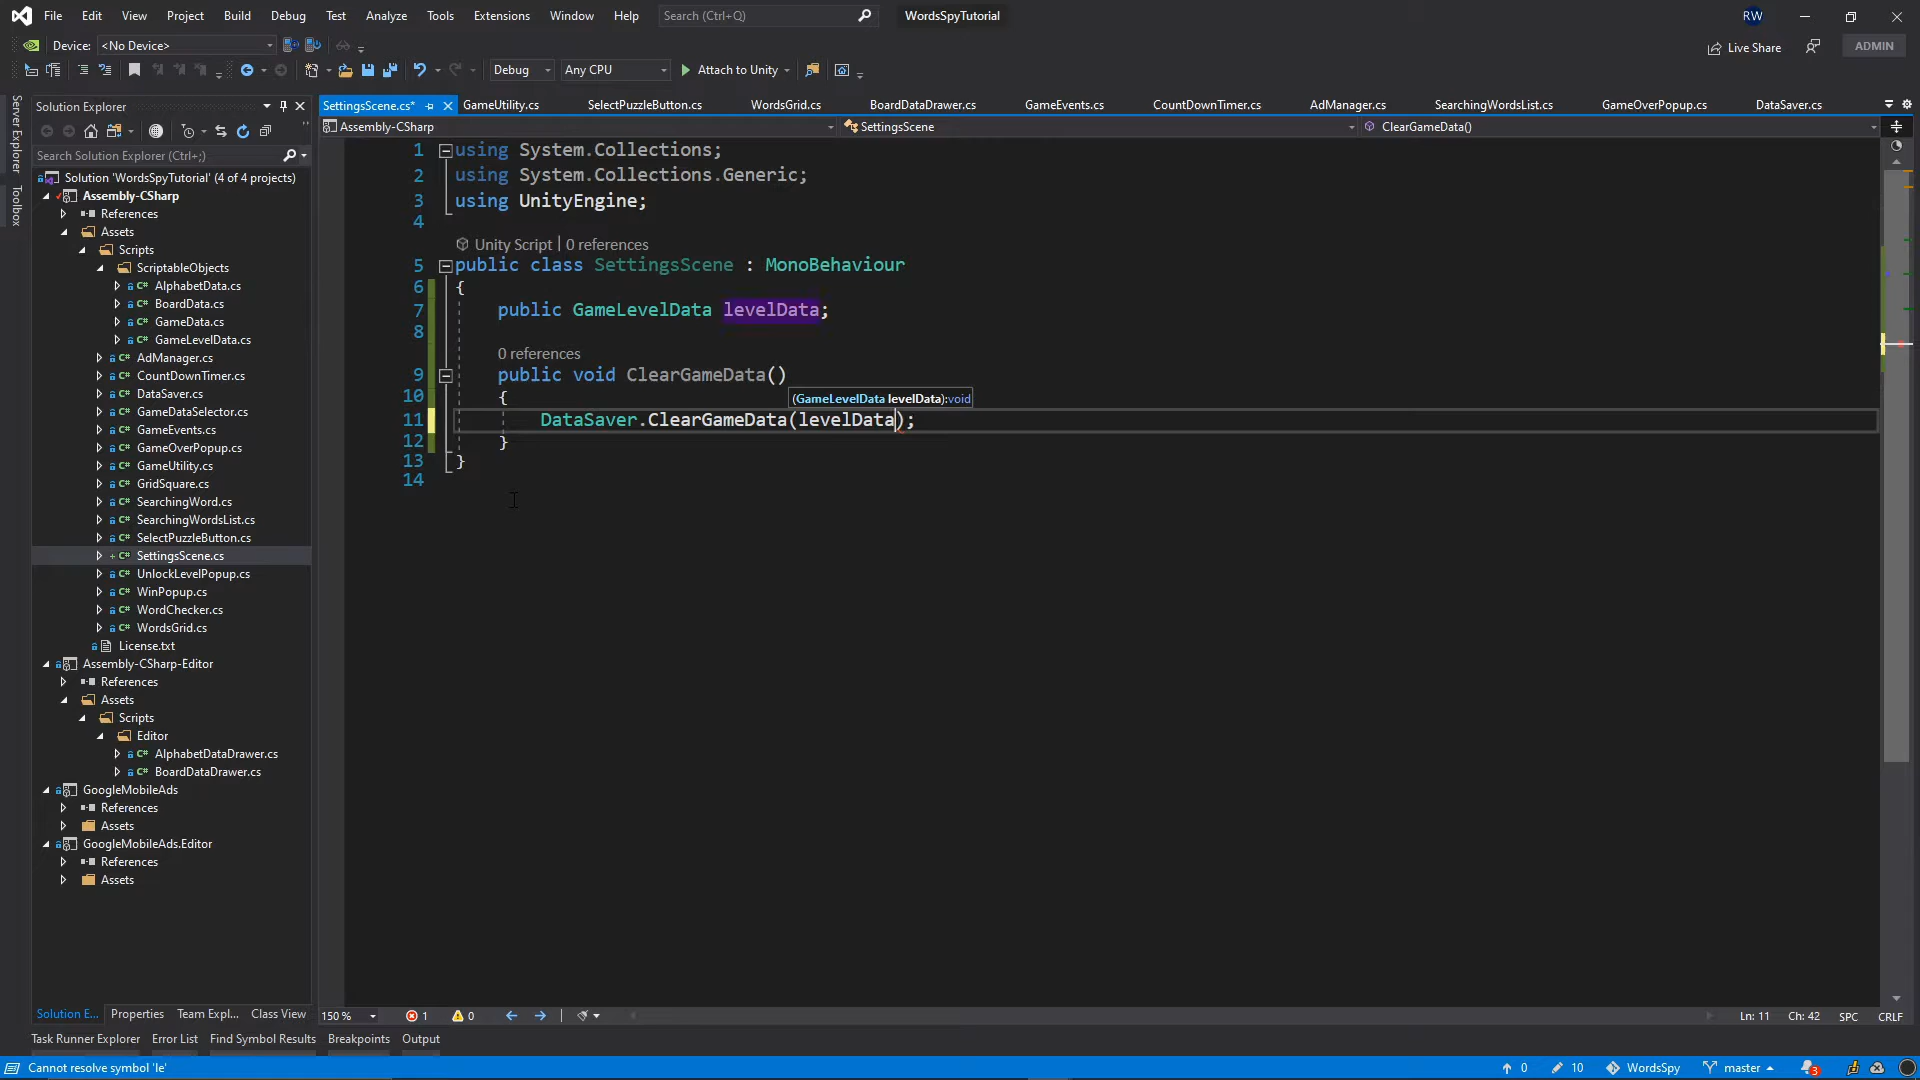 File Edit View Project Build Debug Test Analyze Tools Extensions Window Help Search (Ctrl+Q) WordsSpyTutorial RW
Device: <No Device> Live Share ADMIN
Debug Any CPU Attach to Unity
Server Explorer
Toolbox
Solution Explorer
Search Solution Explorer (Ctrl+;)
Solution 'WordsSpyTutorial' (4 of 4 projects)
Assembly-CSharp
References
Assets
Scripts
ScriptableObjects
AlphabetData.cs
BoardData.cs
GameData.cs
GameLevelData.cs
AdManager.cs
CountDownTimer.cs
DataSaver.cs
GameDataSelector.cs
GameEvents.cs
GameOverPopup.cs
GameUtility.cs
GridSquare.cs
SearchingWord.cs
SearchingWordsList.cs
SelectPuzzleButton.cs
SettingsScene.cs
UnlockLevelPopup.cs
WinPopup.cs
WordChecker.cs
WordsGrid.cs
License.txt
Assembly-CSharp-Editor
References
Assets
Scripts
Editor
AlphabetDataDrawer.cs
BoardDataDrawer.cs
GoogleMobileAds
References
Assets
GoogleMobileAds.Editor
References
Assets
Solution E... Properties Team Expl... Class View
SettingsScene.cs* GameUtility.cs SelectPuzzleButton.cs WordsGrid.cs BoardDataDrawer.cs GameEvents.cs CountDownTimer.cs AdManager.cs SearchingWordsList.cs GameOverPopup.cs DataSaver.cs
Assembly-CSharp SettingsScene ClearGameData()
1 using System.Collections;
2 using System.Collections.Generic;
3 using UnityEngine;
4
Unity Script | 0 references
5 public class SettingsScene : MonoBehaviour
6 {
7 public GameLevelData levelData;
8
0 references
9 public void ClearGameData()
10 {
(GameLevelData levelData):void
11 DataSaver.ClearGameData(levelData);
12 }
13 }
14
150 % 1 0 Ln: 11 Ch: 42 SPC CRLF
Task Runner Explorer Error List Find Symbol Results Breakpoints Output
Cannot resolve symbol 'le' 0 10 WordsSpy master 3